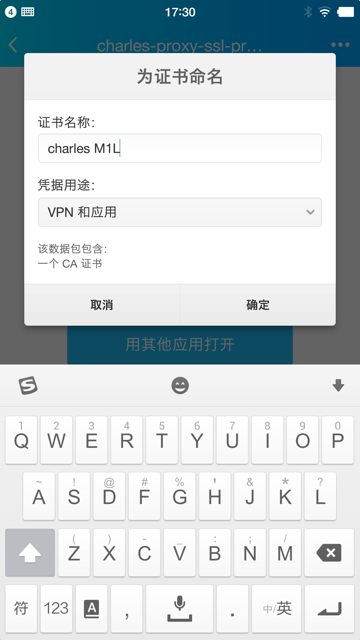 4
17:30
charles-proxy-ssl-pr...
为证书命名
证书名称:
charles M1L
凭据用途:
VPN 和应用
该数据包包含:
一个 CA 证书
取消 确定
用其他应用打开
S
1 2 3 4 5 6 7 8 9 0
Q W E R T Y U I O P
~ ! @ # % ' & * ?
A S D F G H J K L
( ) - _ : ; /
Z X C V B N M
符 123 A , . 中/英